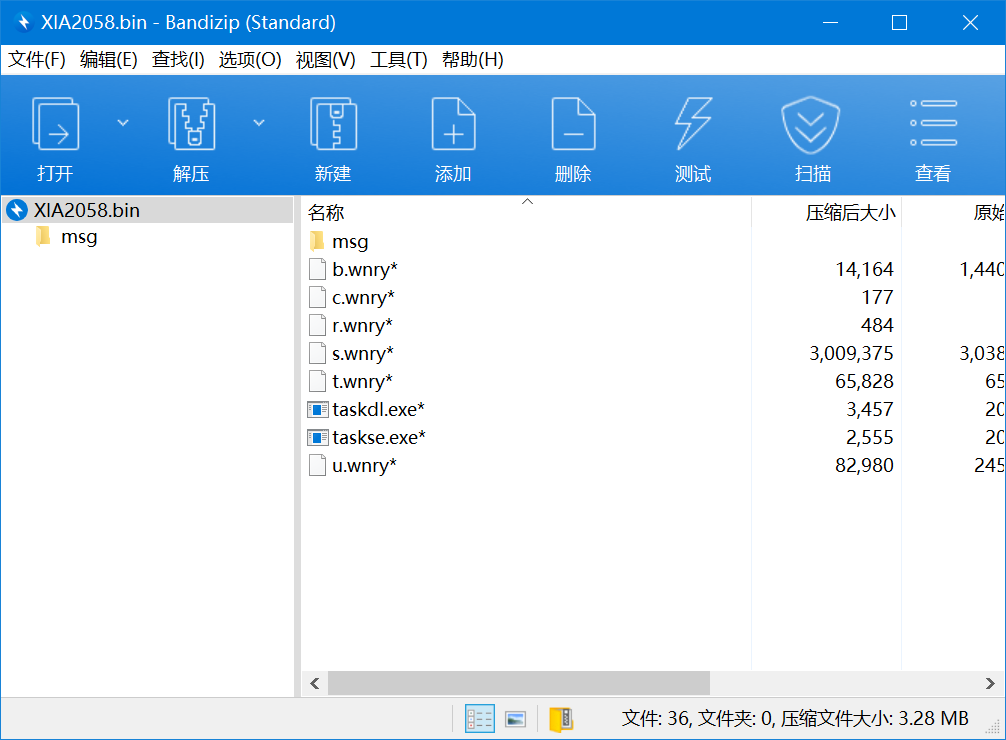 XIA2058.bin - Bandizip (Standard)
文件(F) 编辑(E) 查找(I) 选项(O) 视图(V) 工具(T) 帮助(H)
打开 解压 新建 添加 删除 测试 扫描 查看
XIA2058.bin
msg
名称 压缩后大小 原始
msg
b.wnry* 14,164 1,440
c.wnry* 177
r.wnry* 484
s.wnry* 3,009,375 3,038
t.wnry* 65,828 65
taskdl.exe* 3,457 20
taskse.exe* 2,555 20
u.wnry* 82,980 245
文件: 36, 文件夹: 0, 压缩文件大小: 3.28 MB